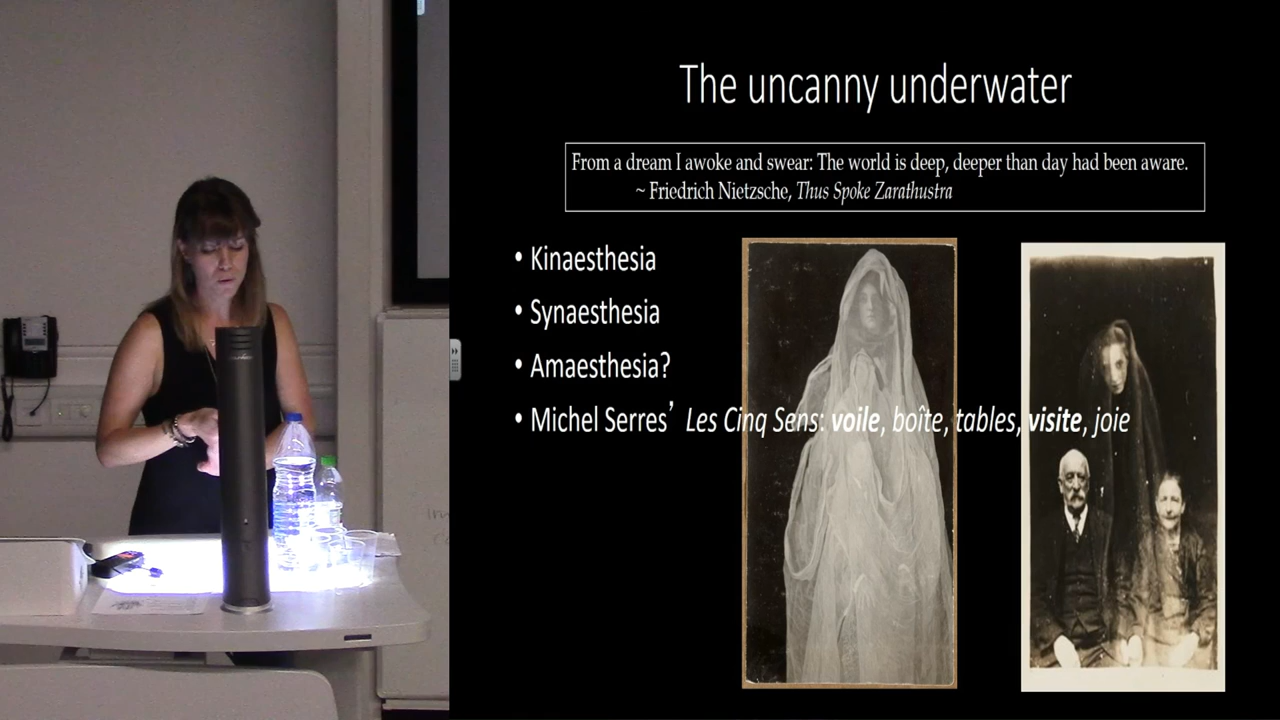 The uncanny underwater
From a dream I awoke and swear: The world is deep, deeper than day had been aware.
~ Friedrich Nietzsche, Thus Spoke Zarathustra
• Kinaesthesia
• Synaesthesia
• Amaesthesia?
• Michel Serres’ Les Cinq Sens: voile, boîte, tables, visite, joie